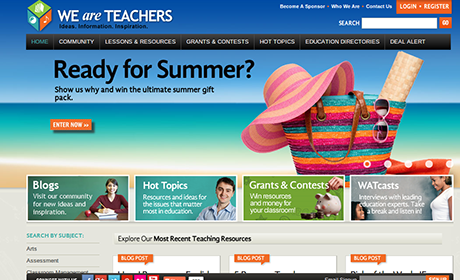 Become A Sponsor • Who We Are • Contact Us
LOGIN • REGISTER
WE are TEACHERS
Ideas. Information. Inspiration.
SEARCH
GO
HOME COMMUNITY LESSONS & RESOURCES GRANTS & CONTESTS HOT TOPICS EDUCATION DIRECTORIES DEAL ALERT
Ready for Summer?
Show us why and win the ultimate summer gift
pack.
ENTER NOW >>
Blogs
Visit our community
for new ideas and
inspiration.
Hot Topics
Resources and ideas for
the issues that matter
most in education.
Grants & Contests
Win resources
and money for
your classroom!
WATcasts
Interviews with leading
education experts. Take
a break and listen in!
SEARCH BY SUBJECT:
Arts
Assessment
Explore Our Most Recent Teaching Resources
BLOG POST
BLOG POST
BLOG POST